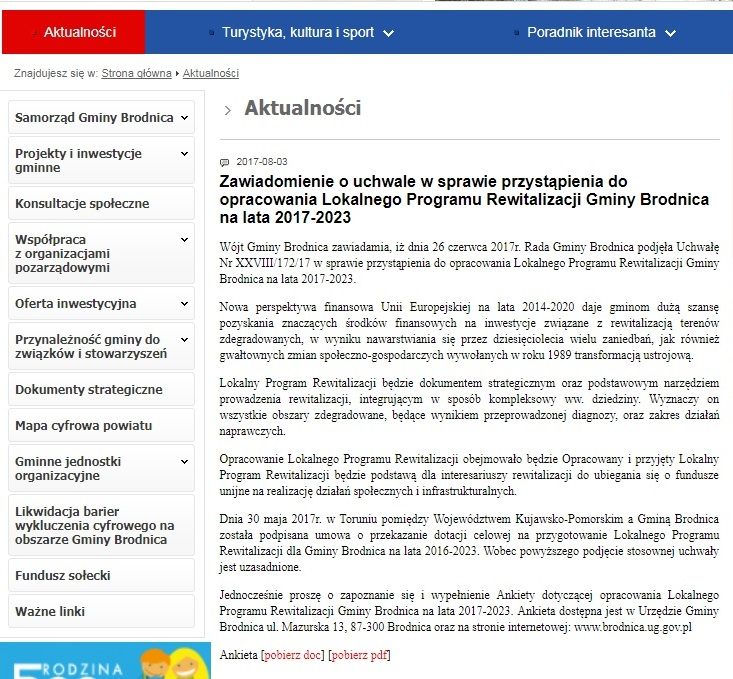 Aktualności
Turystyka, kultura i sport
Poradnik interesanta
Znajdujesz się w: Strona główna Aktualności
Samorząd Gminy Brodnica
Projekty i inwestycje
gminne
Konsultacje społeczne
Współpraca
z organizacjami
pozarządowymi
Oferta inwestycyjna
Przynależność gminy do
związków i stowarzyszeń
Dokumenty strategiczne
Mapa cyfrowa powiatu
Gminne jednostki
organizacyjne
Likwidacja barier
wykluczenia cyfrowego na
obszarze Gminy Brodnica
Fundusz sołecki
Ważne linki
RODZINA
Aktualności
2017-08-03
Zawiadomienie o uchwale w sprawie przystąpienia do
opracowania Lokalnego Programu Rewitalizacji Gminy Brodnica
na lata 2017-2023
Wójt Gminy Brodnica zawiadamia, iż dnia 26 czerwca 2017r. Rada Gminy Brodnica podjęła Uchwałę
Nr XXVIII/172/17 w sprawie przystąpienia do opracowania Lokalnego Programu Rewitalizacji Gminy
Brodnica na lata 2017-2023.
Nowa perspektywa finansowa Unii Europejskiej na lata 2014-2020 daje gminom dużą szansę
pozyskania znaczących środków finansowych na inwestycje związane z rewitalizacją terenów
zdegradowanych, w wyniku nawarstwiania się przez dziesięciolecia wielu zaniedbań, jak również
gwałtownych zmian społeczno-gospodarczych wywołanych w roku 1989 transformacją ustrojową.
Lokalny Program Rewitalizacji będzie dokumentem strategicznym oraz podstawowym narzędziem
prowadzenia rewitalizacji, integrującym w sposób kompleksowy ww. dziedziny. Wyznaczy on
wszystkie obszary zdegradowane, będące wynikiem przeprowadzonej diagnozy, oraz zakres działań
naprawczych.
Opracowanie Lokalnego Programu Rewitalizacji obejmowało będzie Opracowany i przyjęty Lokalny
Program Rewitalizacji będzie podstawą dla interesariuszy rewitalizacji do ubiegania się o fundusze
unijne na realizację działań społecznych i infrastrukturalnych.
Dnia 30 maja 2017r. w Toruniu pomiędzy Województwem Kujawsko-Pomorskim a Gminą Brodnica
została podpisana umowa o przekazanie dotacji celowej na przygotowanie Lokalnego Programu
Rewitalizacji dla Gminy Brodnica na lata 2016-2023. Wobec powyższego podjęcie stosownej uchwały
jest uzasadnione.
Jednocześnie proszę o zapoznanie się i wypełnienie Ankiety dotyczącej opracowania Lokalnego
Programu Rewitalizacji Gminy Brodnica na lata 2017-2023. Ankieta dostępna jest w Urzędzie Gminy
Brodnica ul. Mazurska 13, 87-300 Brodnica oraz na stronie internetowej: www.brodnica.ug.gov.pl
Ankieta [pobierz doc] [pobierz pdf]